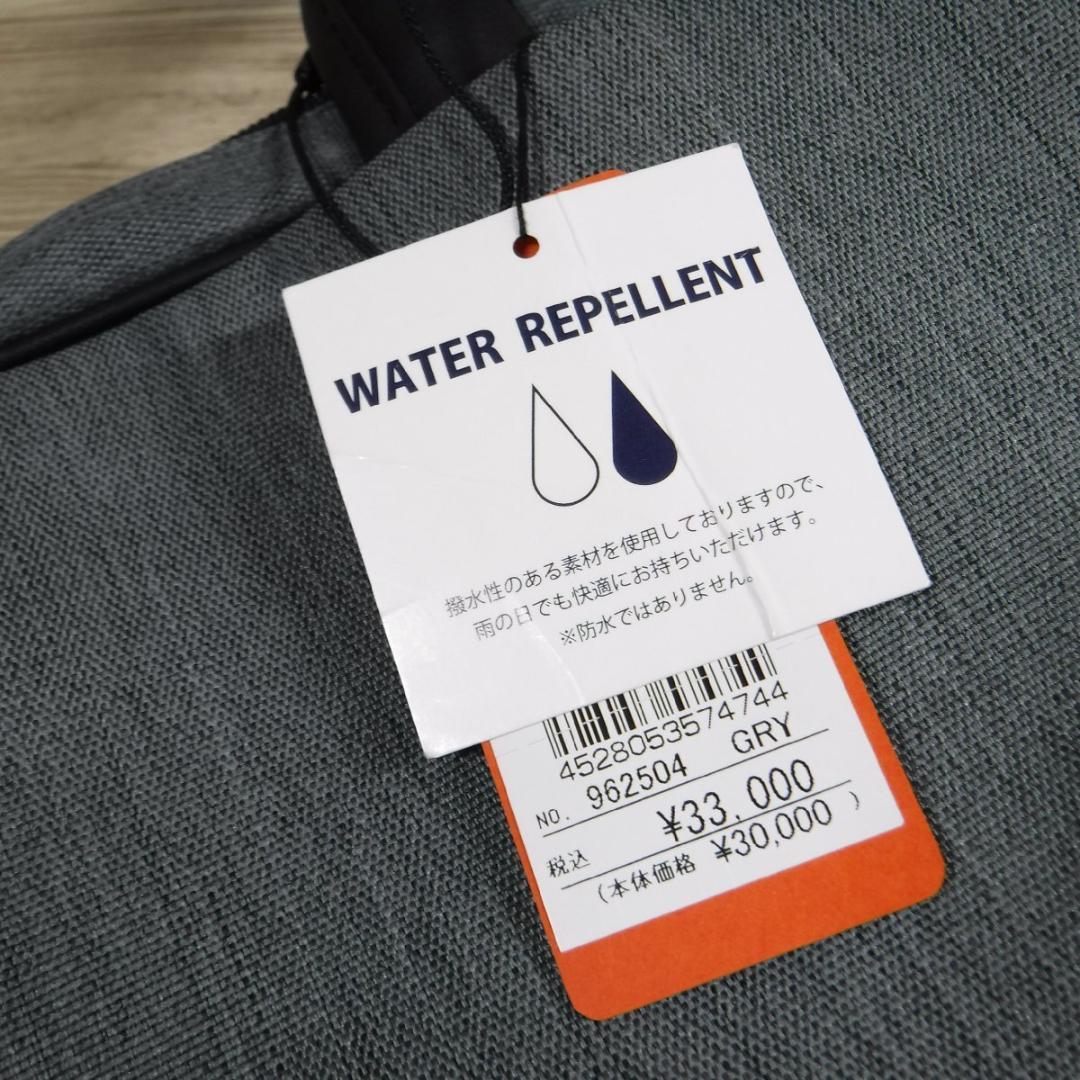 WATER REPELLENT
撥水性のある素材を使用しておりますので、
雨の日でも快適にお持ちいただけます。
※防水ではありません。
4528053574744
NO. 962504 GRY
税込 ¥33,000
(本体価格 ¥30,000 )